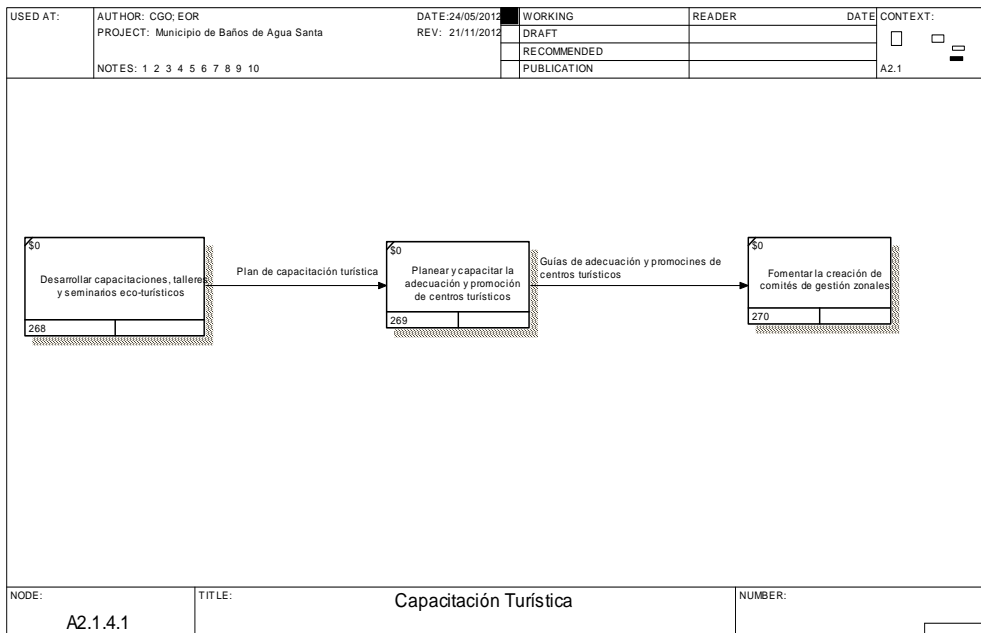 USED AT:
AUTHOR: CGO; EOR
DATE:24/05/2012
PROJECT: Municipio de Baños de Agua Santa
REV: 21/11/2012
NOTES: 1 2 3 4 5 6 7 8 9 10
WORKING
DRAFT
RECOMMENDED
PUBLICATION
READER
DATE
CONTEXT:
A2.1
$0
Desarrollar capacitaciones, talleres
y seminarios eco-turísticos
268
Plan de capacitación turística
$0
Planear y capacitar la
adecuación y promoción
de centros turísticos
269
Guías de adecuación y promocines de
centros turísticos
$0
Fomentar la creación de
comités de gestión zonales
270
NODE:
A2.1.4.1
TITLE:
Capacitación Turística
NUMBER: